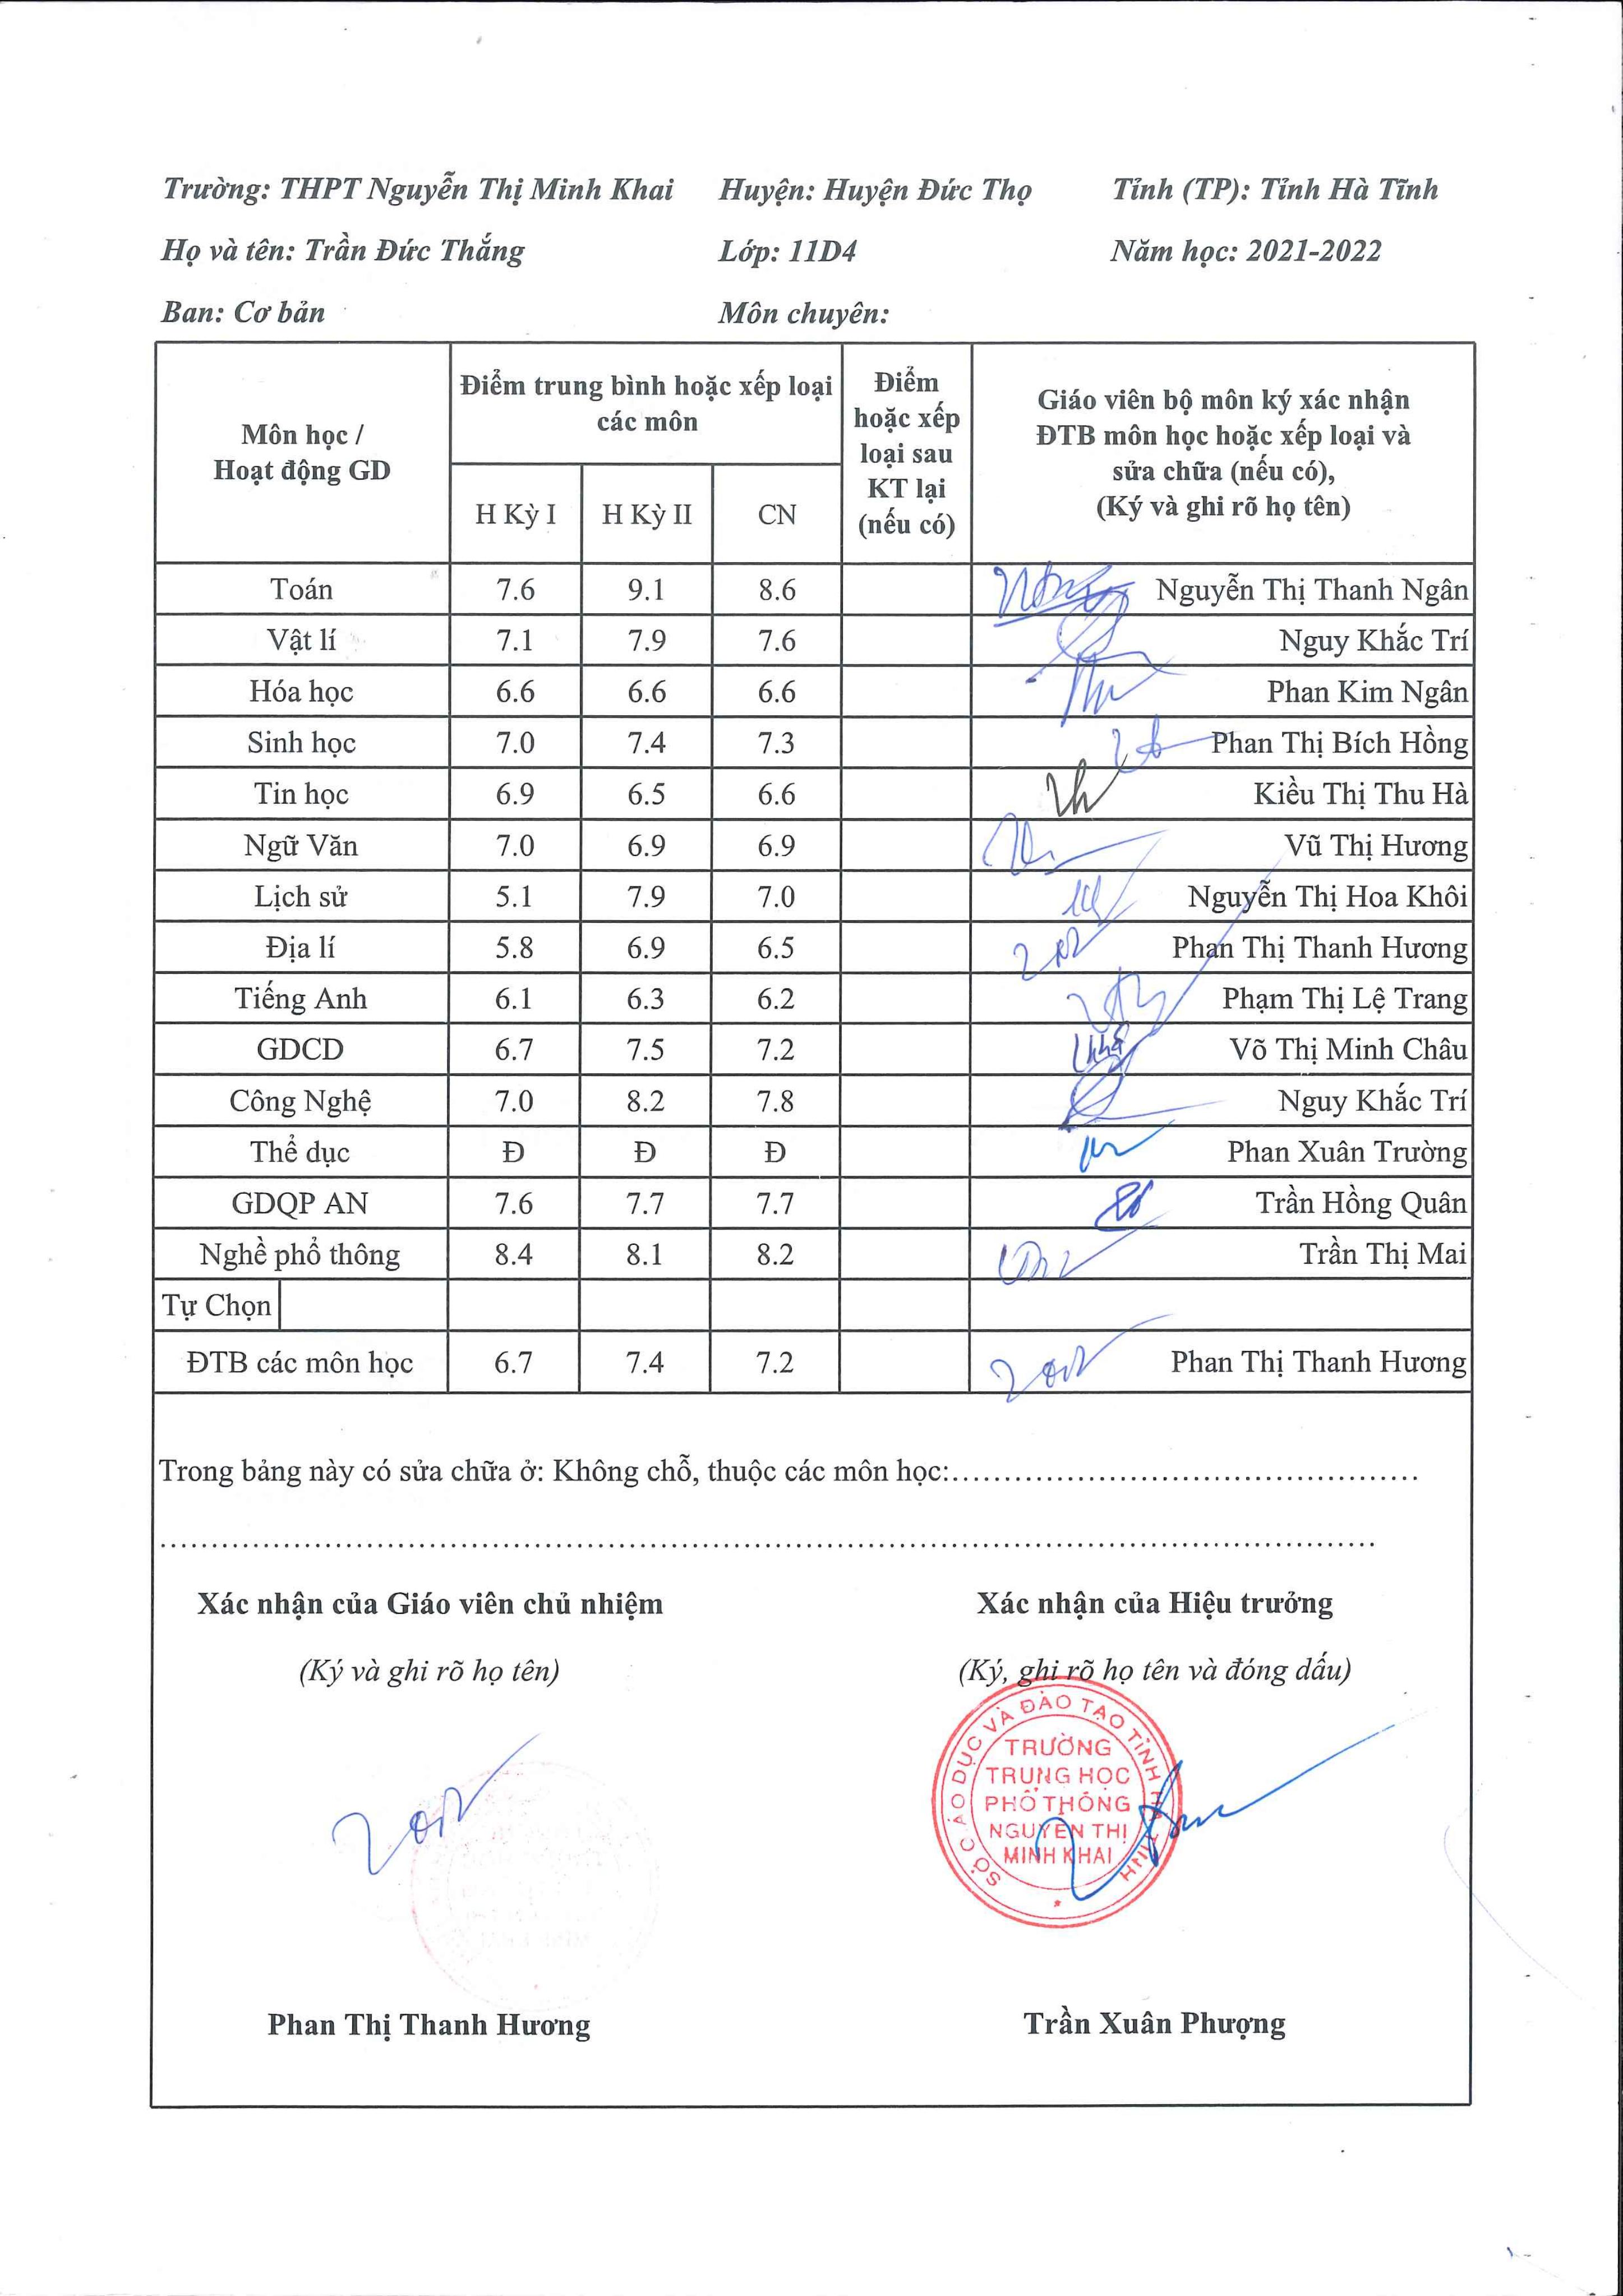 Trường: THPT Nguyễn Thị Minh Khai Huyện: Huyện Đức Thọ Tỉnh (TP): Tỉnh Hà Tĩnh
Họ và tên: Trần Đức Thắng Lớp: 11D4 Năm học: 2021-2022
Ban: Cơ bản Môn chuyên:
Môn học /
Hoạt động GD
Điểm trung bình hoặc xếp loại
các môn
H Kỳ I H Kỳ II CN
Điểm
hoặc xếp
loại sau
KT lại
(nếu có)
Giáo viên bộ môn ký xác nhận
ĐTB môn học hoặc xếp loại và
sửa chữa (nếu có),
(Ký và ghi rõ họ tên)
Toán 7.6 9.1 8.6 Nguyễn Thị Thanh Ngân
Vật lí 7.1 7.9 7.6 Nguy Khắc Trí
Hóa học 6.6 6.6 6.6 Phan Kim Ngân
Sinh học 7.0 7.4 7.3 Phan Thị Bích Hồng
Tin học 6.9 6.5 6.6 Kiều Thị Thu Hà
Ngữ Văn 7.0 6.9 6.9 Vũ Thị Hương
Lịch sử 5.1 7.9 7.0 Nguyễn Thị Hoa Khôi
Địa lí 5.8 6.9 6.5 Phan Thị Thanh Hương
Tiếng Anh 6.1 6.3 6.2 Phạm Thị Lệ Trang
GDCD 6.7 7.5 7.2 Võ Thị Minh Châu
Công Nghệ 7.0 8.2 7.8 Nguy Khắc Trí
Thể dục Đ Đ Đ Phan Xuân Trường
GDQP AN 7.6 7.7 7.7 Trần Hồng Quân
Nghề phổ thông 8.4 8.1 8.2 Trần Thị Mai
Tự Chọn
ĐTB các môn học 6.7 7.4 7.2 Phan Thị Thanh Hương
Trong bảng này có sửa chữa ở: Không chỗ, thuộc các môn học:.............................................
Xác nhận của Giáo viên chủ nhiệm Xác nhận của Hiệu trưởng
(Ký và ghi rõ họ tên) (Ký, ghi rõ họ tên và đóng dấu)
SỞ GIÁO DỤC VÀ ĐÀO TẠO TỈNH HÀ TĨNH
TRƯỜNG
TRUNG HỌC
PHỔ THÔNG
NGUYỄN THỊ
MINH KHAI
Phan Thị Thanh Hương Trần Xuân Phượng